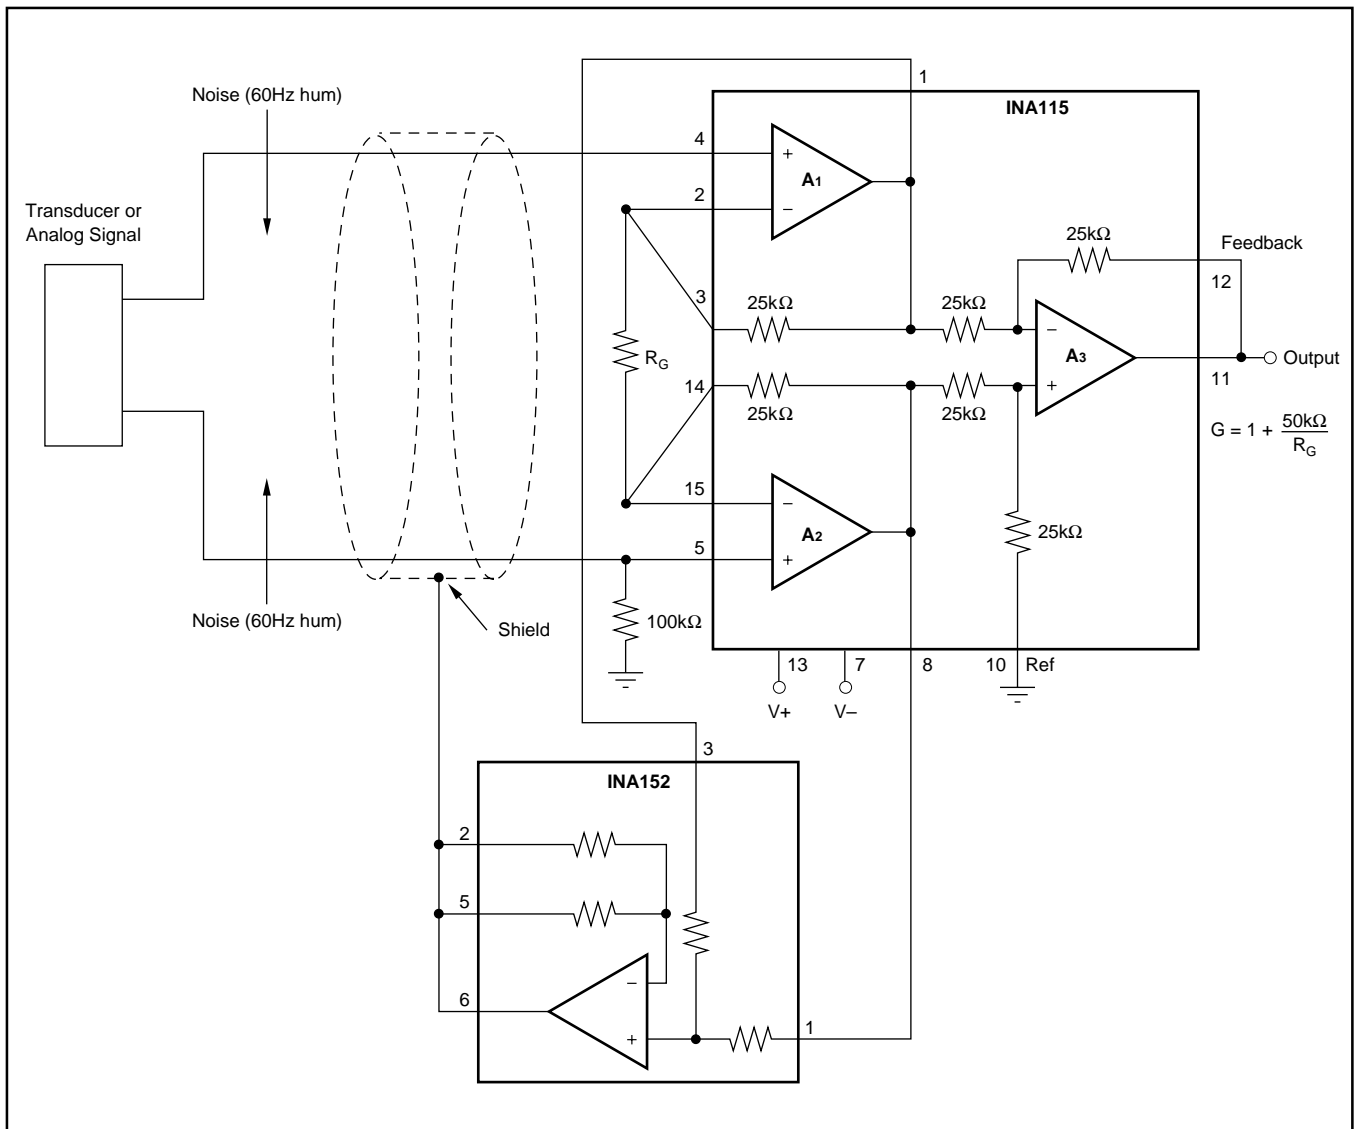 1
INA115
Noise (60Hz hum)
4
+
A1
2
−
Transducer or
Analog Signal
25kΩ
Feedback
12
3
25kΩ
25kΩ
−
A3
+
Output
11
RG
14
25kΩ
25kΩ
G = 1 + 50kΩ
RG
15
−
A2
25kΩ
5
+
Noise (60Hz hum)
Shield
100kΩ
13
7
8
10
Ref
V+
V−
3
INA152
2
5
−
6
+
1